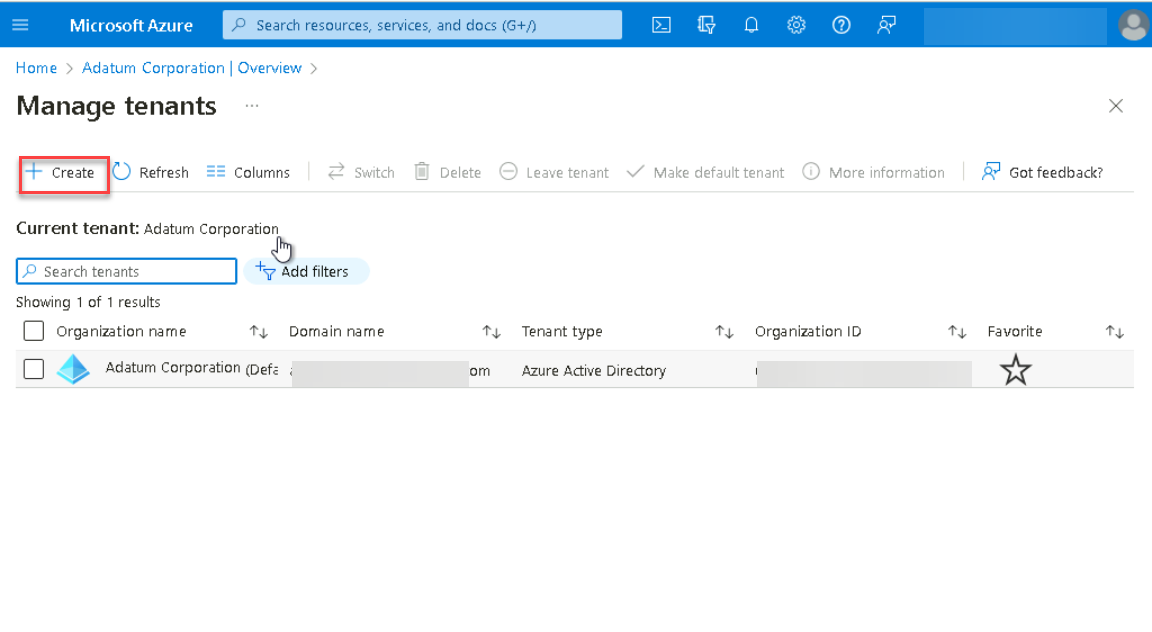 Microsoft Azure
Search resources, services, and docs (G+/)
Home > Adatum Corporation | Overview >
Manage tenants ...
Create Refresh Columns Switch Delete Leave tenant Make default tenant More information Got feedback?
Current tenant: Adatum Corporation
Search tenants Add filters
Showing 1 of 1 results
Organization name Domain name Tenant type Organization ID Favorite
Adatum Corporation (Defa om Azure Active Directory